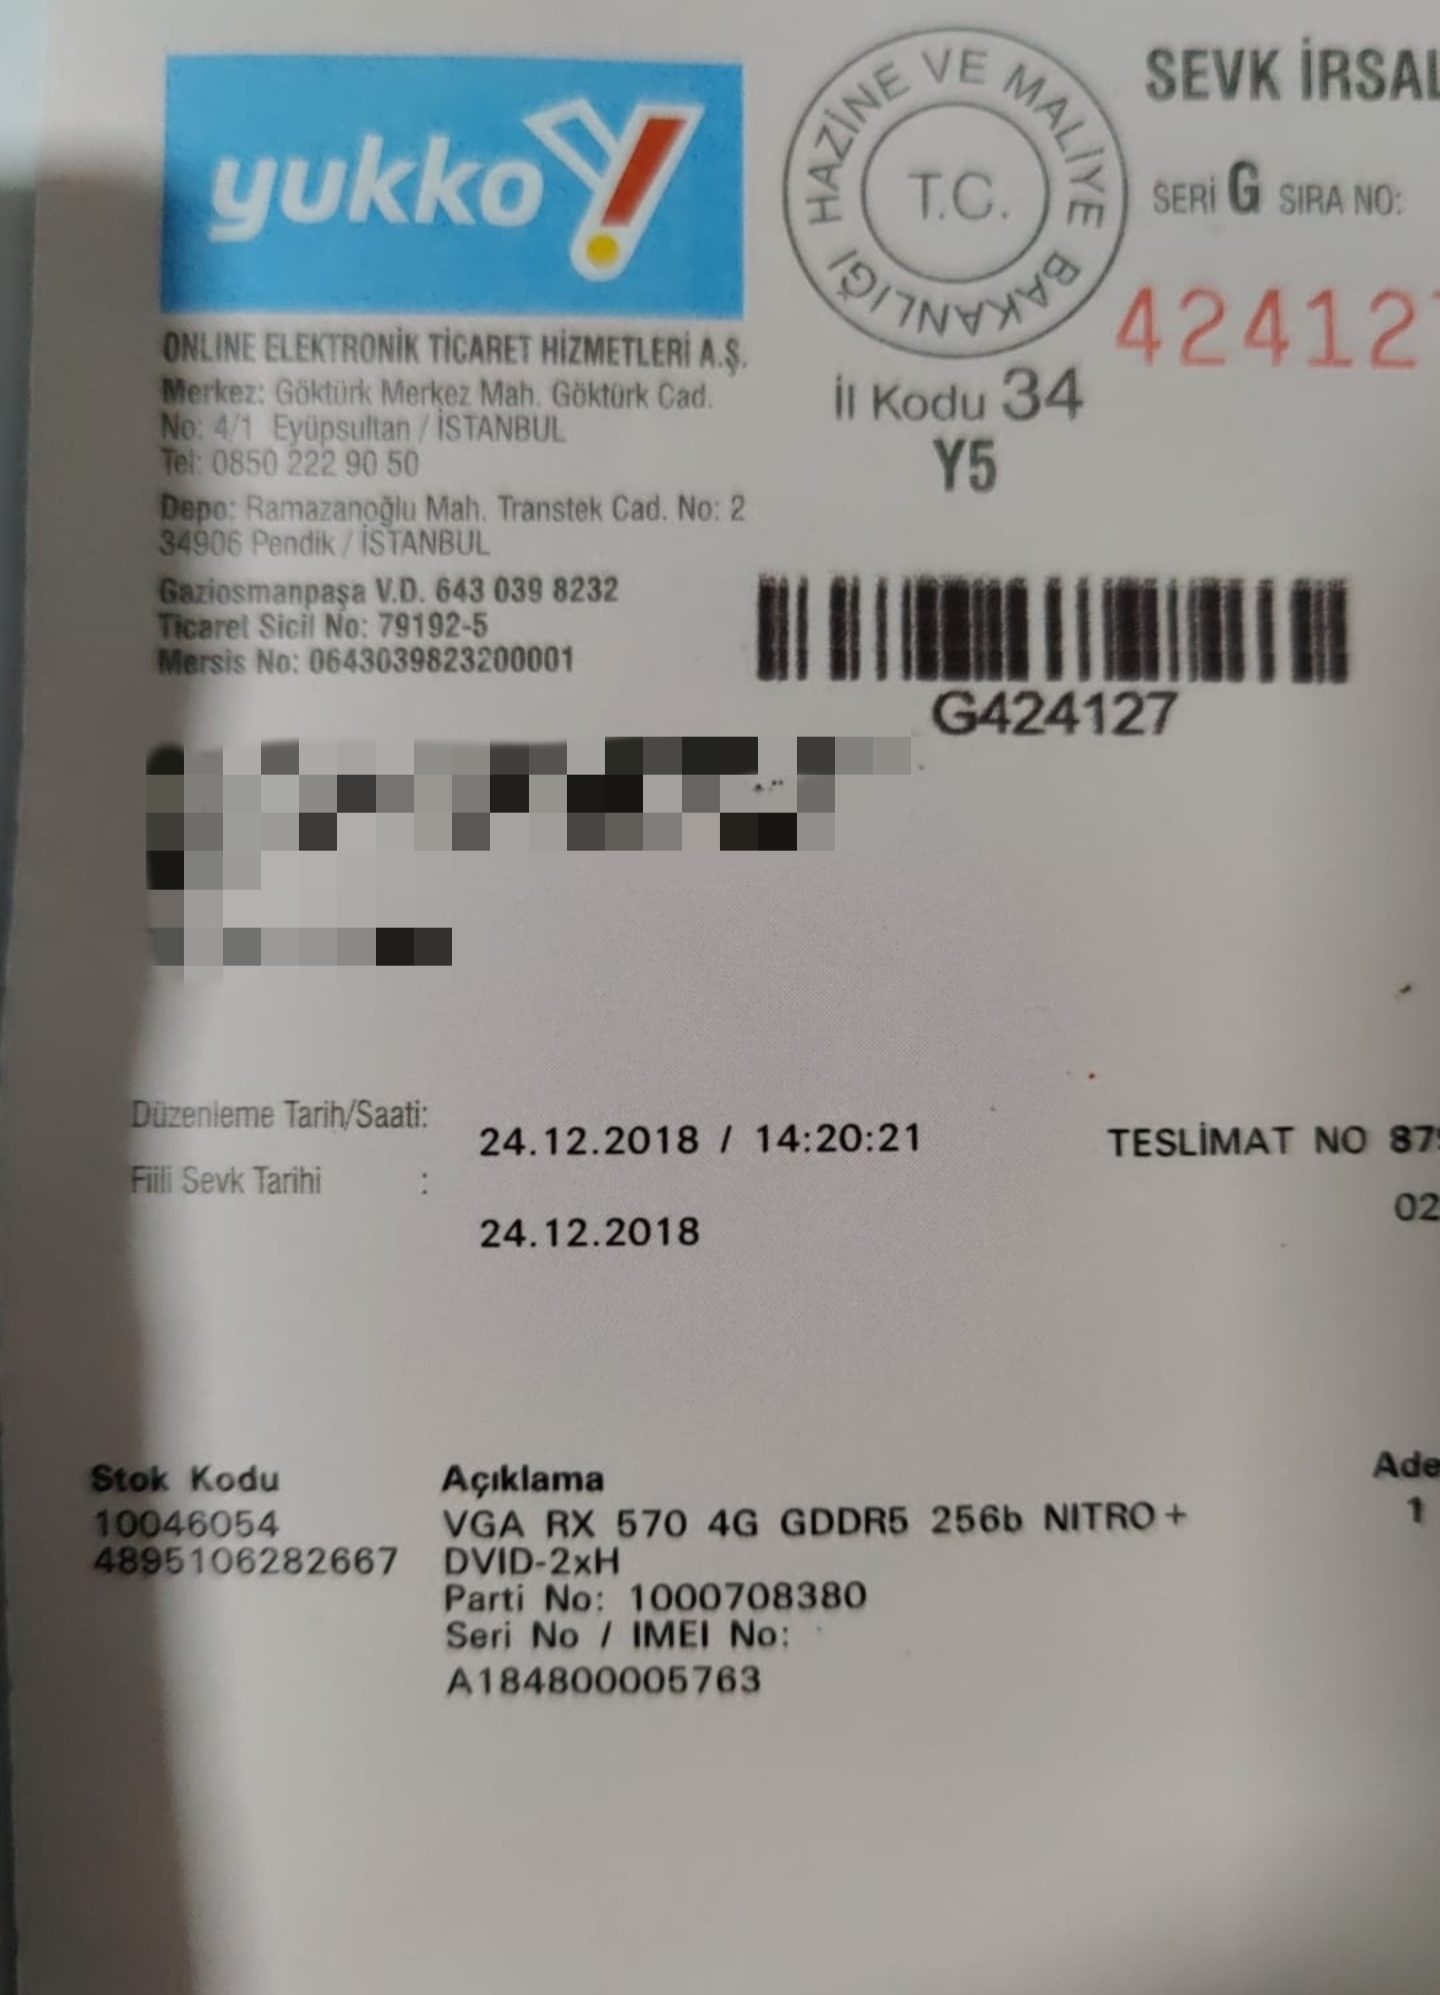 yukko
HAZİNE VE MALİYE BAKANLIĞI
T.C.
SEVK İRSAL
SERİ G SIRA NO:
424127
İl Kodu 34
Y5
ONLINE ELEKTRONİK TİCARET HİZMETLERİ A.Ş.
Merkez: Göktürk Merkez Mah. Göktürk Cad.
No: 4/1 Eyüpsultan / İSTANBUL
Tel: 0850 222 90 50
Depo: Ramazanoğlu Mah. Transtek Cad. No: 2
34906 Pendik / İSTANBUL
Gaziosmanpaşa V.D. 643 039 8232
Ticaret Sicil No: 79192-5
Mersis No: 0643039823200001
G424127
Düzenleme Tarih/Saati: 24.12.2018 / 14:20:21 TESLİMAT NO 87
02
Fiili Sevk Tarihi : 24.12.2018
Stok Kodu Açıklama Ade
10046054 VGA RX 570 4G GDDR5 256b NITRO+ 1
4895106282667 DVID-2xH
Parti No: 1000708380
Seri No / IMEI No:
A184800005763